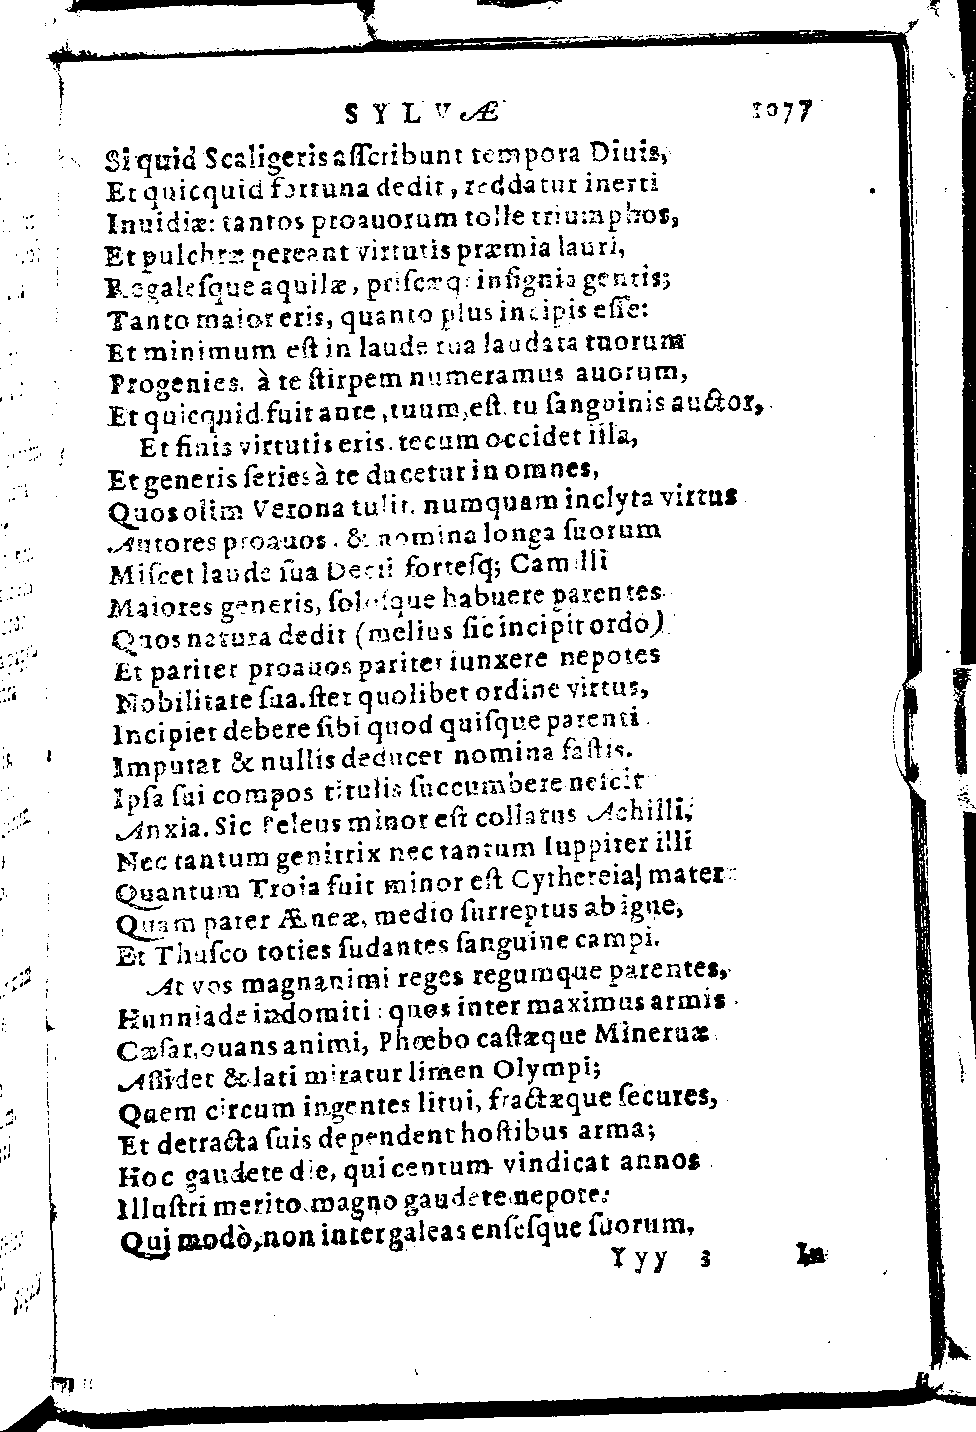 SYLVÆ 1077
Si quid Scaligeris aſſcribunt tempora Diuis,
Et quicquid fortuna dedit, reddatur inerti
Inuidiæ: tantos proauorum tolle triumphos,
Et pulchræ pereant virtutis præmia lauri,
Regaleſque aquilæ, priſcæq; inſignia gentis;
Tanto maior eris, quanto plus incipis eſſe:
Et minimum eſt in laude tua laudata tuorum
Progenies. à te ſtirpem numeramus auorum,
Et quicquid fuit ante, tuum eſt. tu ſanguinis auctor,
Et finis virtutis eris. tecum occidet illa,
Et generis ſeries à te ducetur in omnes,
Quos olim Verona tulit. numquam inclyta virtus
Autores proauos. & nomina longa ſuorum
Miſcet laude ſua Decii forteſq; Camilli
Maiores generis, ſoloſque habuere parentes
Quos natura dedit (melius ſic incipit ordo)
Et pariter proauos pariter iunxere nepotes
Nobilitate ſua. ſtet quolibet ordine virtus,
Incipiet debere ſibi quod quiſque parenti
Imputat & nullis deducet nomina faſtis.
Ipſa ſui compos titulis ſuccumbere neſcit
Anxia. Sic Peleus minor eſt collatus Achilli,
Nec tantum genitrix nec tantum Iuppiter illi
Quantum Troia fuit minor eſt Cythereia mater
Quam pater Æneæ, medio ſurreptus ab igne,
Et Thuſco toties ſudantes ſanguine campi.
At vos magnanimi reges regumque parentes,
Hunniade indomiti: quos inter maximus armis
Cæſar, ouans animi, Phœbo caſtæque Mineruæ
Aſſidet & lati miratur limen Olympi;
Quem circum ingentes litui, fractæque ſecures,
Et detracta ſuis dependent hoſtibus arma;
Hoc gaudete die, qui centum vindicat annos
Illuſtri merito. magno gaudete nepote:
Qui modò, non inter galeas enſeſque ſuorum,
Yyy 3 In